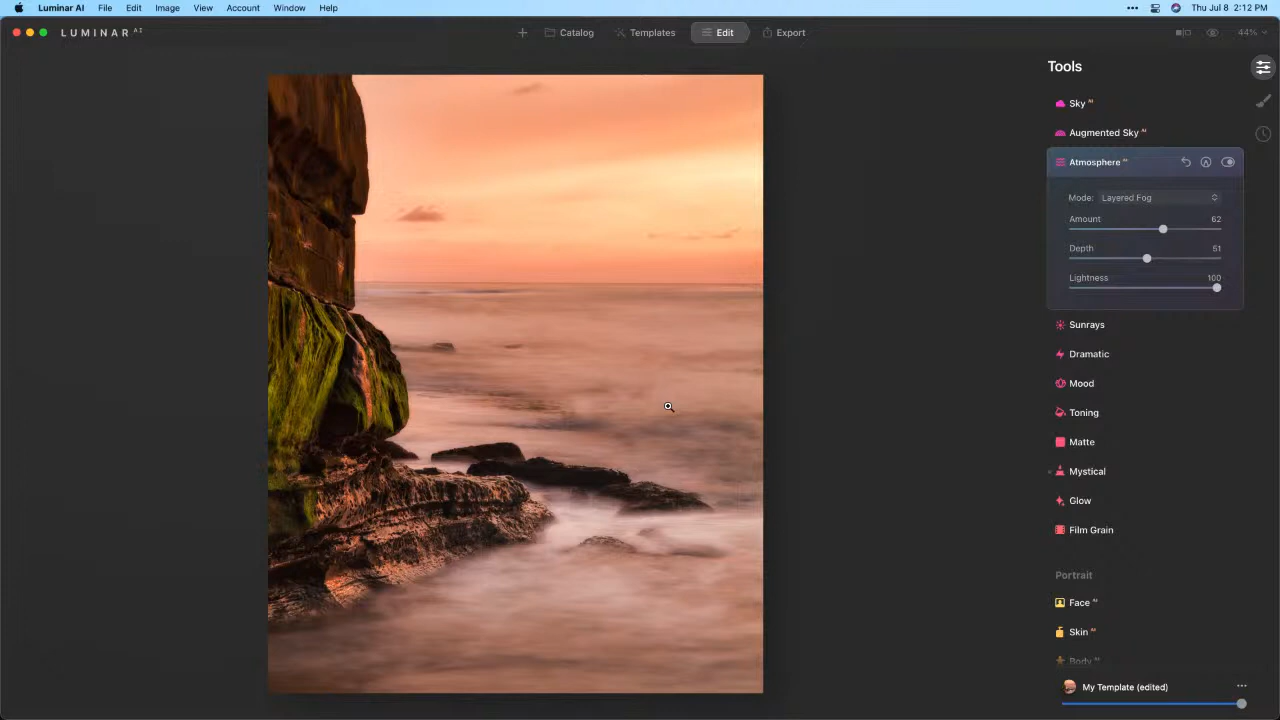 Luminar AI File Edit Image View Account Window Help Thu Jul 8 2:12 PM
LUMINAR AI Catalog Templates Edit Export 44%
Tools
Sky AI
Augmented Sky AI
Atmosphere AI
Mode: Layered Fog
Amount 62
Depth 51
Lightness 100
Sunrays
Dramatic
Mood
Toning
Matte
Mystical
Glow
Film Grain
Portrait
Face AI
Skin AI
Body AI
My Template (edited)